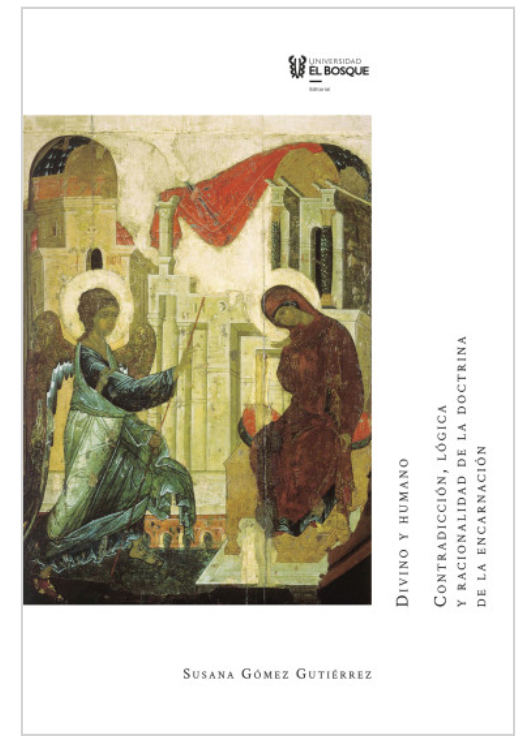 UNIVERSIDAD
EL BOSQUE
Editorial
DIVINO Y HUMANO
CONTRADICCIÓN, LÓGICA
Y RACIONALIDAD DE LA DOCTRINA
DE LA ENCARNACIÓN
SUSANA GÓMEZ GUTIÉRREZ